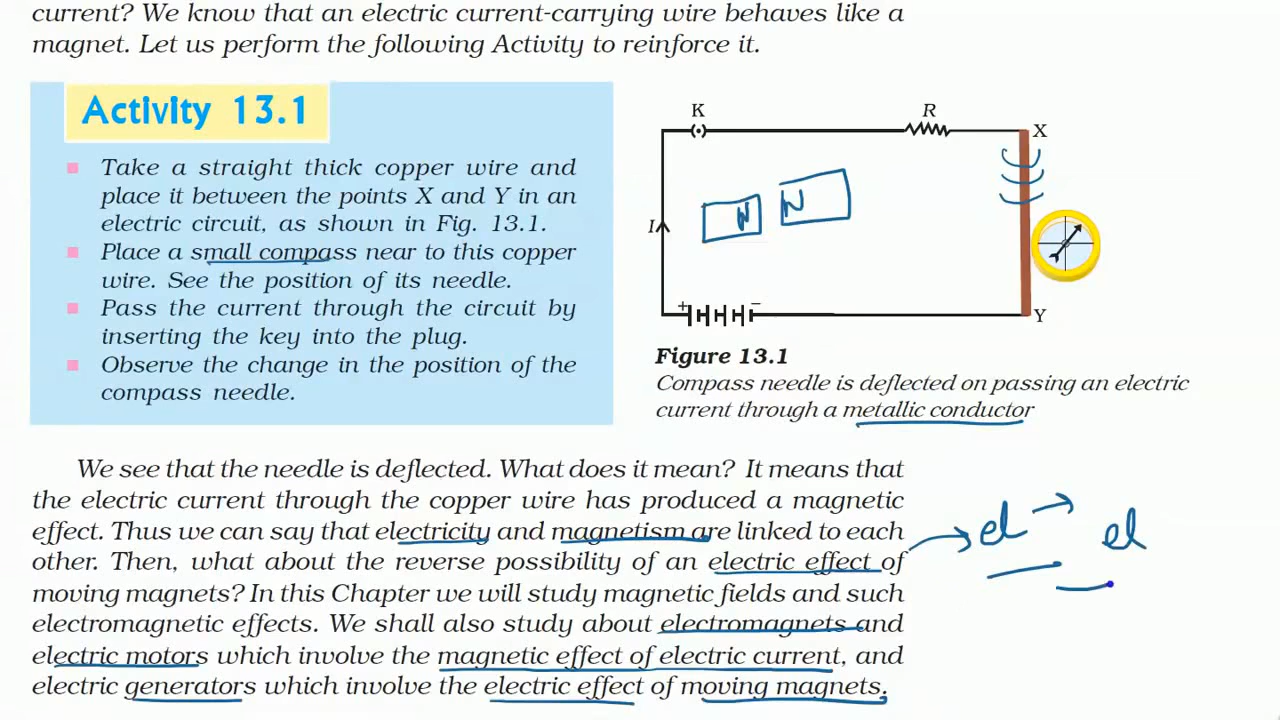 current? We know that an electric current-carrying wire behaves like a
magnet. Let us perform the following Activity to reinforce it.
Activity 13.1
Take a straight thick copper wire and
place it between the points X and Y in an
electric circuit, as shown in Fig. 13.1.
Place a small compass near to this copper
wire. See the position of its needle.
Pass the current through the circuit by
inserting the key into the plug.
Observe the change in the position of the
compass needle.
K
R
X
N
N
I
+
−
Y
Figure 13.1
Compass needle is deflected on passing an electric
current through a metallic conductor
We see that the needle is deflected. What does it mean? It means that
the electric current through the copper wire has produced a magnetic
effect. Thus we can say that electricity and magnetism are linked to each
other. Then, what about the reverse possibility of an electric effect of
moving magnets? In this Chapter we will study magnetic fields and such
electromagnetic effects. We shall also study about electromagnets and
electric motors which involve the magnetic effect of electric current, and
electric generators which involve the electric effect of moving magnets.
el
el